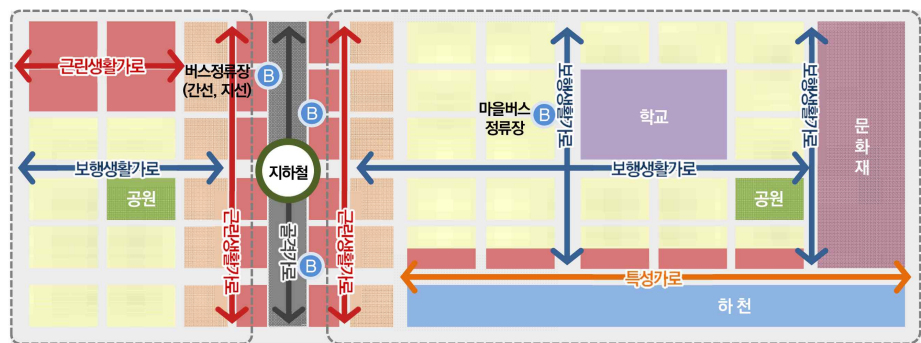 근린생활가로
버스정류장
(간선, 지선)
B
B
마을버스
정류장
B
학교
문화재
보행생활가로
보행생활가로
보행생활가로
지하철
보행생활가로
공원
공원
근린생활가로
골격가로
근린생활가로
B
특성가로
하천